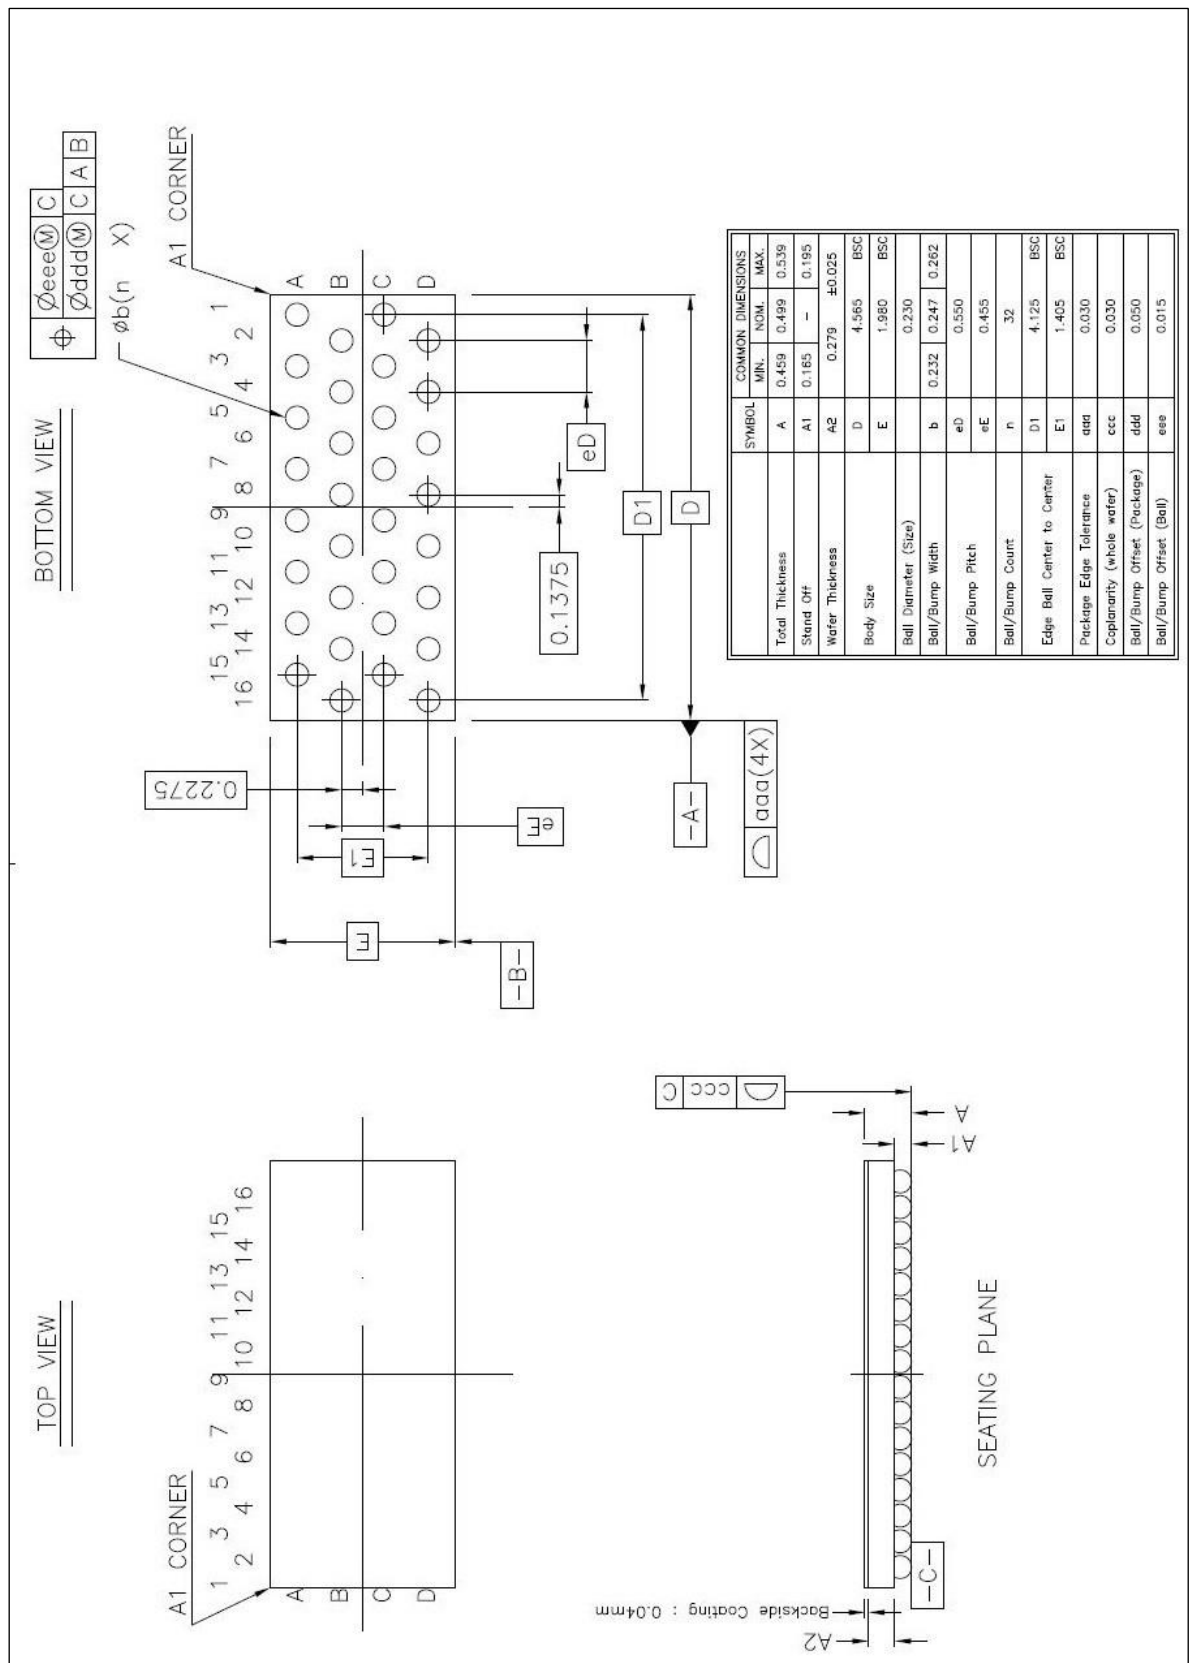 TOP VIEW
A1 CORNER
1 3 5 7 9 11 13 15
2 4 6 8 10 12 14 16
A
B
C
D
BOTTOM VIEW
⌖ Øeee Ⓜ C
Øddd Ⓜ C A B
Øb(n X)
A1 CORNER
15 13 11 9 7 5 3 1
16 14 12 10 8 6 4 2
A
B
C
D
0.2275
eE
E1
E
-B-
0.1375
eD
D1
D
-A-
⌓ aaa(4X)
Backside Coating : 0.04mm
A2
-C-
A1
A
⌓ ccc C
SEATING PLANE
SYMBOL COMMON DIMENSIONS
MIN. NOM. MAX.
Total Thickness A 0.459 0.499 0.539
Stand Off A1 0.165 – 0.195
Wafer Thickness A2 0.279 ±0.025
Body Size D 4.565 BSC
E 1.980 BSC
Ball Diameter (Size) 0.230
Ball/Bump Width b 0.232 0.247 0.262
Ball/Bump Pitch eD 0.550
eE 0.455
Ball/Bump Count n 32
Edge Ball Center to Center D1 4.125 BSC
E1 1.405 BSC
Package Edge Tolerance aaa 0.030
Coplanarity (whole wafer) ccc 0.030
Ball/Bump Offset (Package) ddd 0.050
Ball/Bump Offset (Ball) eee 0.015